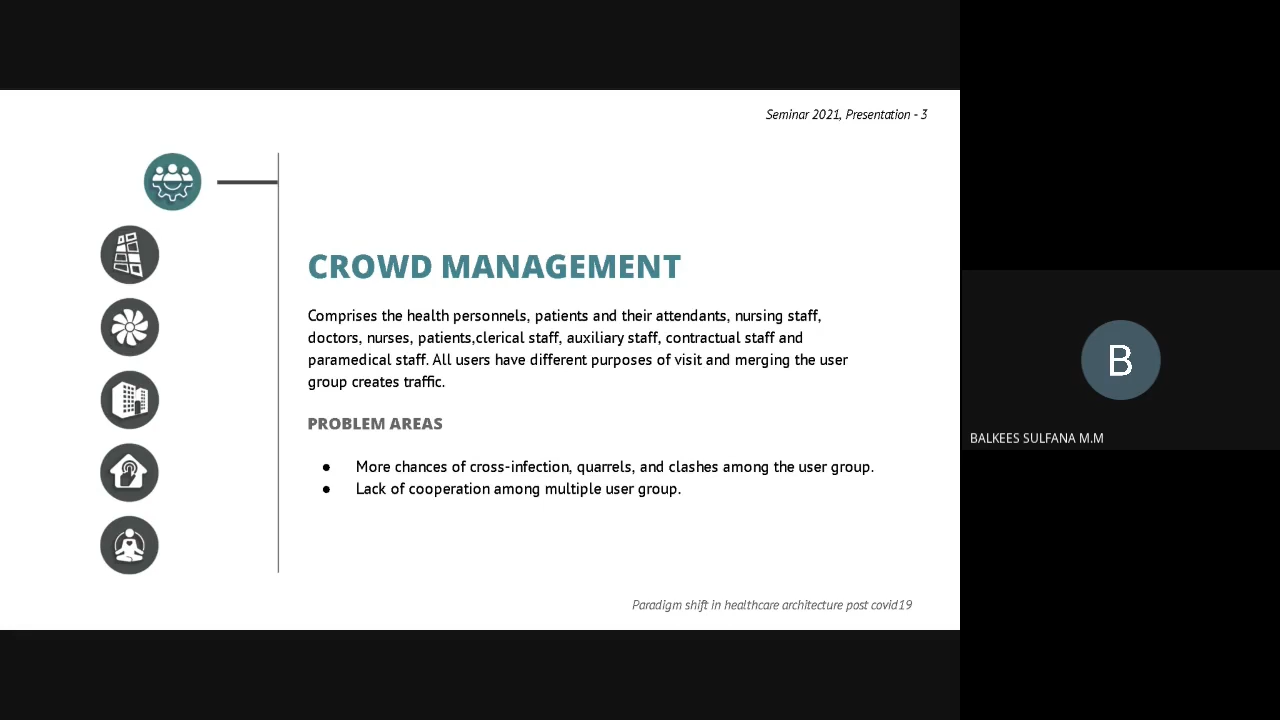 Seminar 2021, Presentation - 3
CROWD MANAGEMENT
Comprises the health personnels, patients and their attendants, nursing staff,
doctors, nurses, patients,clerical staff, auxiliary staff, contractual staff and
paramedical staff. All users have different purposes of visit and merging the user
group creates traffic.
PROBLEM AREAS
● More chances of cross-infection, quarrels, and clashes among the user group.
● Lack of cooperation among multiple user group.
Paradigm shift in healthcare architecture post covid19
B
BALKEES SULFANA M.M